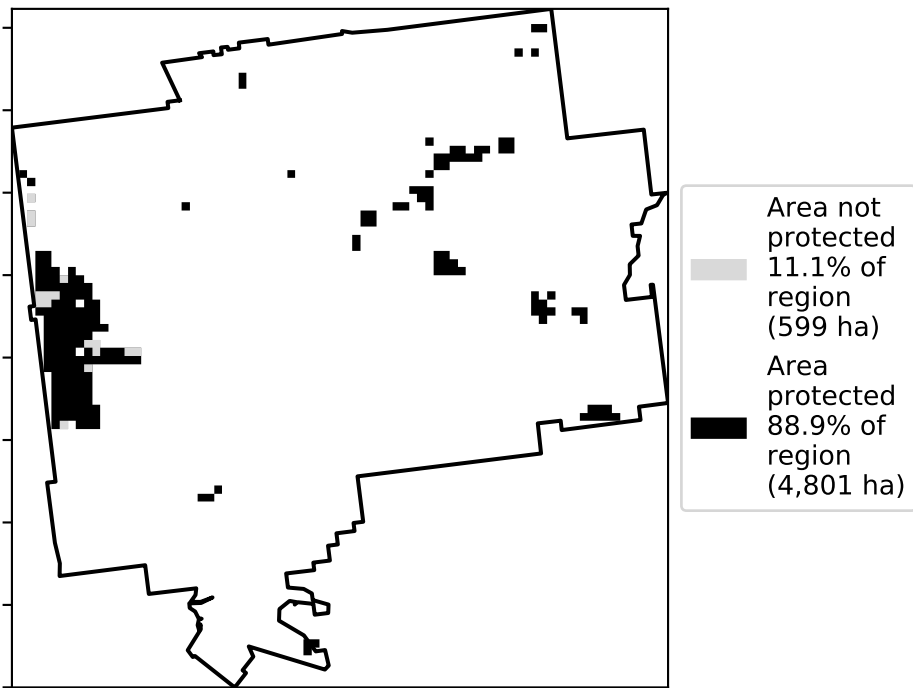 Area not
protected
11.1% of
region
(599 ha)
Area
protected
88.9% of
region
(4,801 ha)